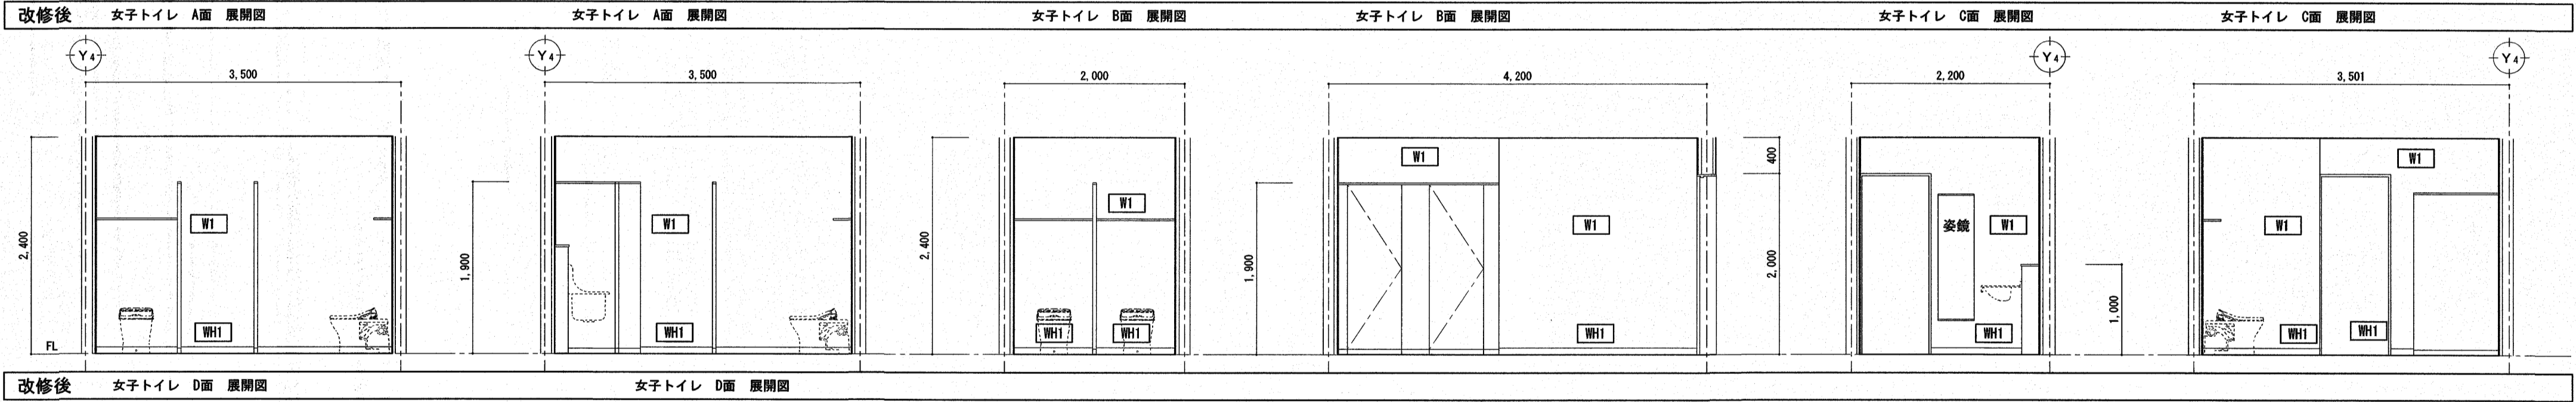 改修後 女子トイレ A面 展開図 女子トイレ A面 展開図 女子トイレ B面 展開図 女子トイレ B面 展開図 女子トイレ C面 展開図 女子トイレ C面 展開図
Y4 Y4 Y4 Y4
3,500 3,500 2,000 4,200 2,200 3,501
W1 400 W1
W1 W1 W1 W1 姿鏡 W1 W1
2,400 1,900 2,400 1,900 2,000 1,000
WH1 WH1 WH1 WH1 WH1 WH1 WH1 WH1
FL
改修後 女子トイレ D面 展開図 女子トイレ D面 展開図